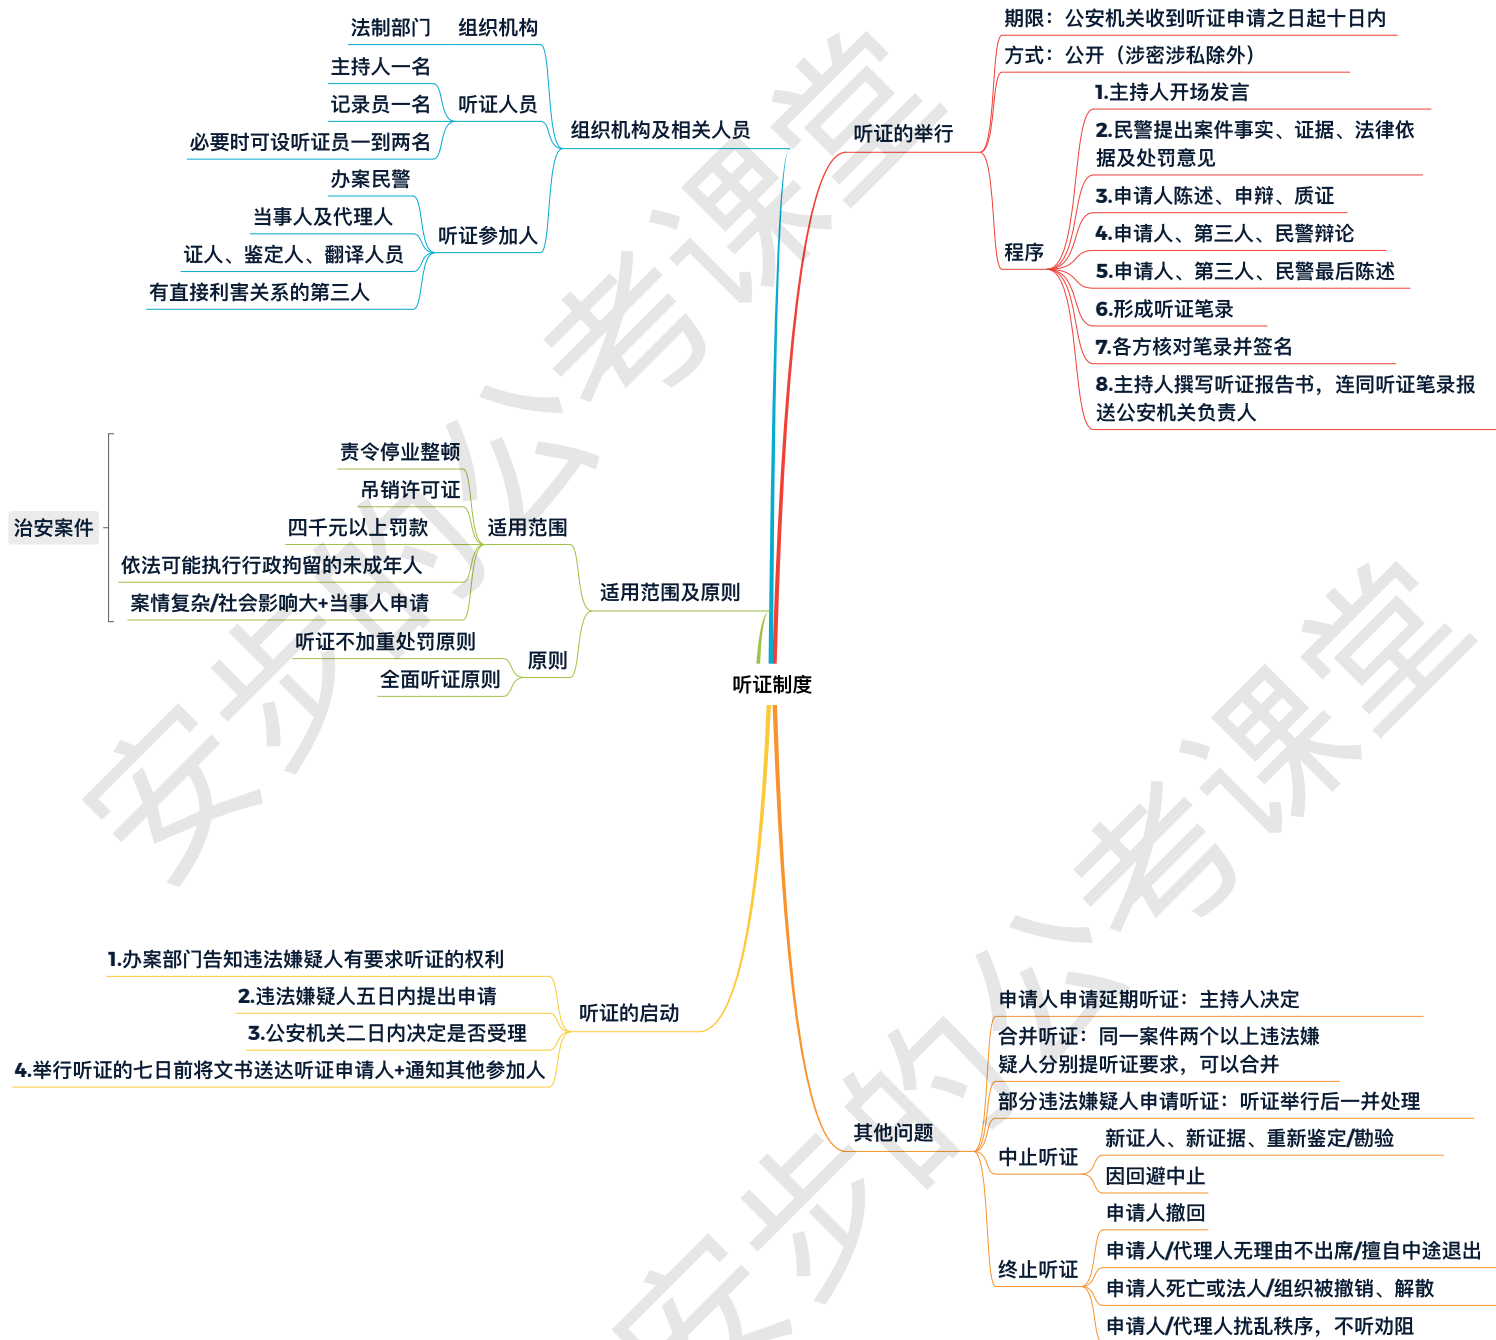 听证制度
组织机构及相关人员
组织机构
法制部门
听证人员
主持人一名
记录员一名
必要时可设听证员一到两名
听证参加人
办案民警
当事人及代理人
证人、鉴定人、翻译人员
有直接利害关系的第三人
适用范围及原则
适用范围
责令停业整顿
吊销许可证
四千元以上罚款
依法可能执行行政拘留的未成年人
案情复杂/社会影响大+当事人申请
治安案件
原则
听证不加重处罚原则
全面听证原则
听证的启动
1.办案部门告知违法嫌疑人有要求听证的权利
2.违法嫌疑人五日内提出申请
3.公安机关二日内决定是否受理
4.举行听证的七日前将文书送达听证申请人+通知其他参加人
听证的举行
期限：公安机关收到听证申请之日起十日内
方式：公开（涉密涉私除外）
程序
1.主持人开场发言
2.民警提出案件事实、证据、法律依
据及处罚意见
3.申请人陈述、申辩、质证
4.申请人、第三人、民警辩论
5.申请人、第三人、民警最后陈述
6.形成听证笔录
7.各方核对笔录并签名
8.主持人撰写听证报告书，连同听证笔录报
送公安机关负责人
其他问题
申请人申请延期听证：主持人决定
合并听证：同一案件两个以上违法嫌
疑人分别提听证要求，可以合并
部分违法嫌疑人申请听证：听证举行后一并处理
中止听证
新证人、新证据、重新鉴定/勘验
因回避中止
终止听证
申请人撤回
申请人/代理人无理由不出席/擅自中途退出
申请人死亡或法人/组织被撤销、解散
申请人/代理人扰乱秩序，不听劝阻
安步的公考课堂
安步的公考课堂